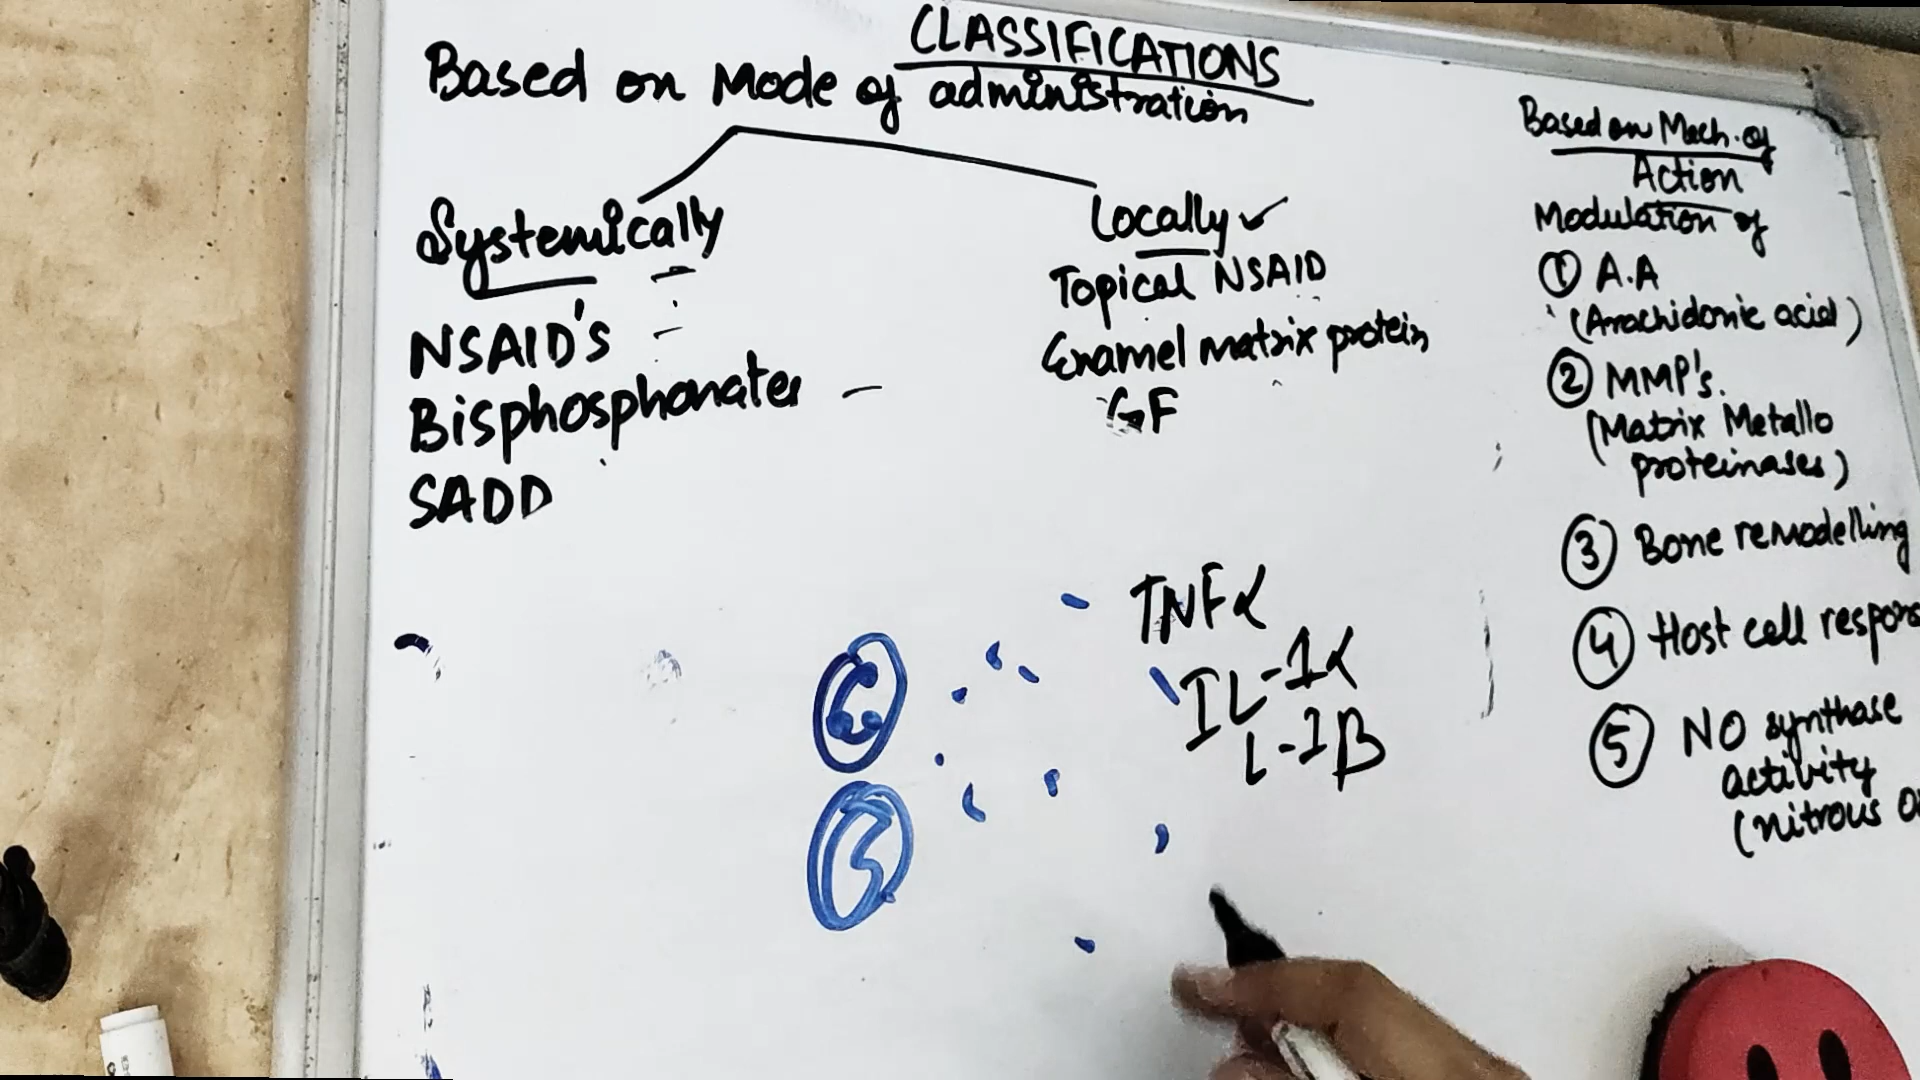 CLASSIFICATIONS
Based on Mode of administration
Systemically
NSAID's
Bisphosphonates
SADD
Locally ✓
Topical NSAID
Enamel matrix protein
GF
TNFα
IL-1α
L-1β
Based on Mech. of
Action
Modulation of
① A.A
(Arachidonic acid)
② MMP's.
(Matrix Metallo
proteinases)
③ Bone remodelling
④ Host cell respons
⑤ NO synthase
activity
(nitrous o